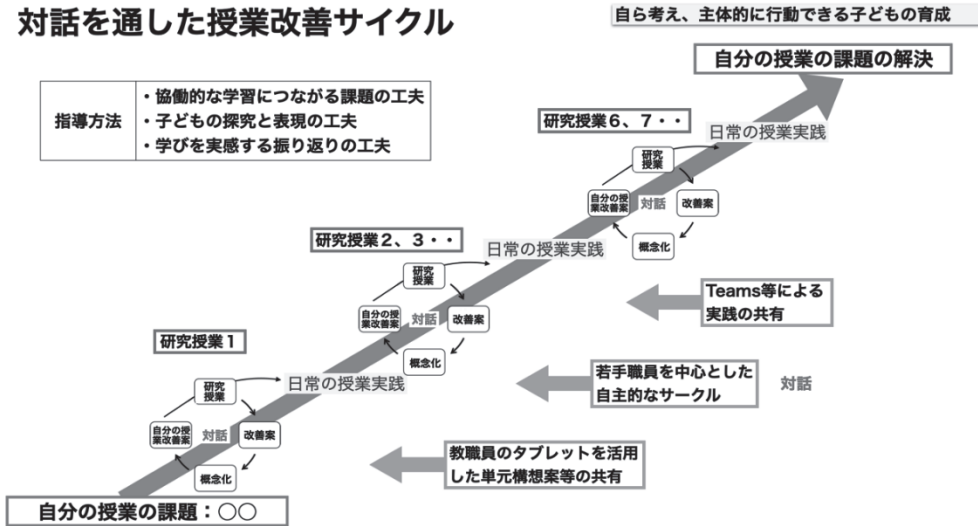 対話を通した授業改善サイクル
自ら考え、主体的に行動できる子どもの育成
自分の授業の課題の解決
指導方法
・協働的な学習につながる課題の工夫
・子どもの探究と表現の工夫
・学びを実感する振り返りの工夫
研究授業6、7・・
日常の授業実践
研究
授業
自分の授
業改善案
対話
改善案
概念化
研究授業2、3・・
日常の授業実践
研究
授業
自分の授
業改善案
対話
改善案
概念化
Teams等による
実践の共有
研究授業1
日常の授業実践
研究
授業
自分の授
業改善案
対話
改善案
概念化
若手職員を中心とした
自主的なサークル
対話
教職員のタブレットを活用
した単元構想案等の共有
自分の授業の課題：○○